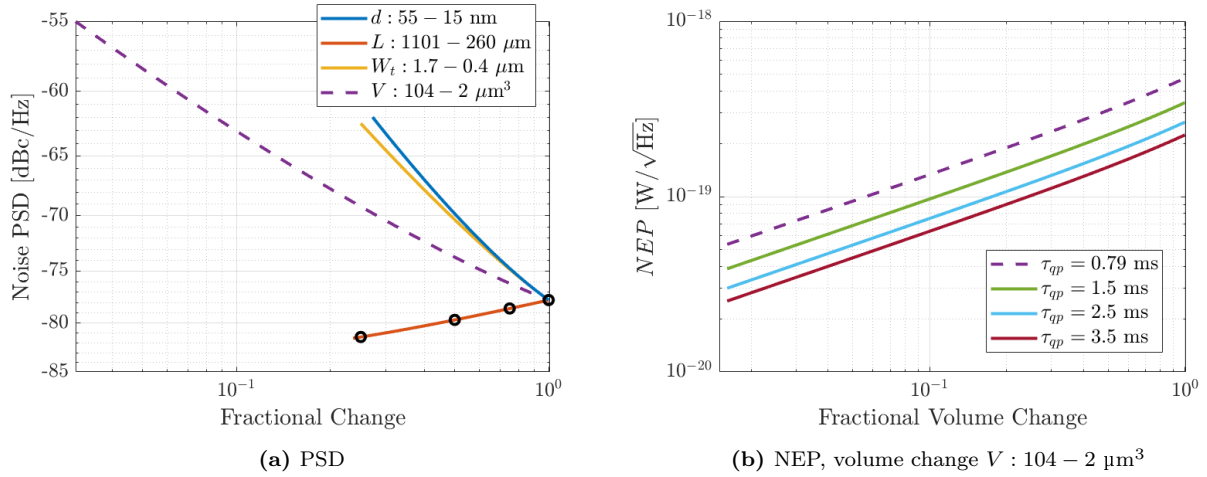 -55
-60
-65
-70
-75
-80
-85
Noise PSD [dBc/Hz]
d : 55 − 15 nm
L : 1101 − 260 μm
W_t : 1.7 − 0.4 μm
V : 104 − 2 μm³
10⁻¹
10⁰
Fractional Change
(a) PSD
10⁻¹⁸
10⁻¹⁹
10⁻²⁰
NEP [W/√Hz]
τ_qp = 0.79 ms
τ_qp = 1.5 ms
τ_qp = 2.5 ms
τ_qp = 3.5 ms
10⁻¹
10⁰
Fractional Volume Change
(b) NEP, volume change V : 104 − 2 µm³